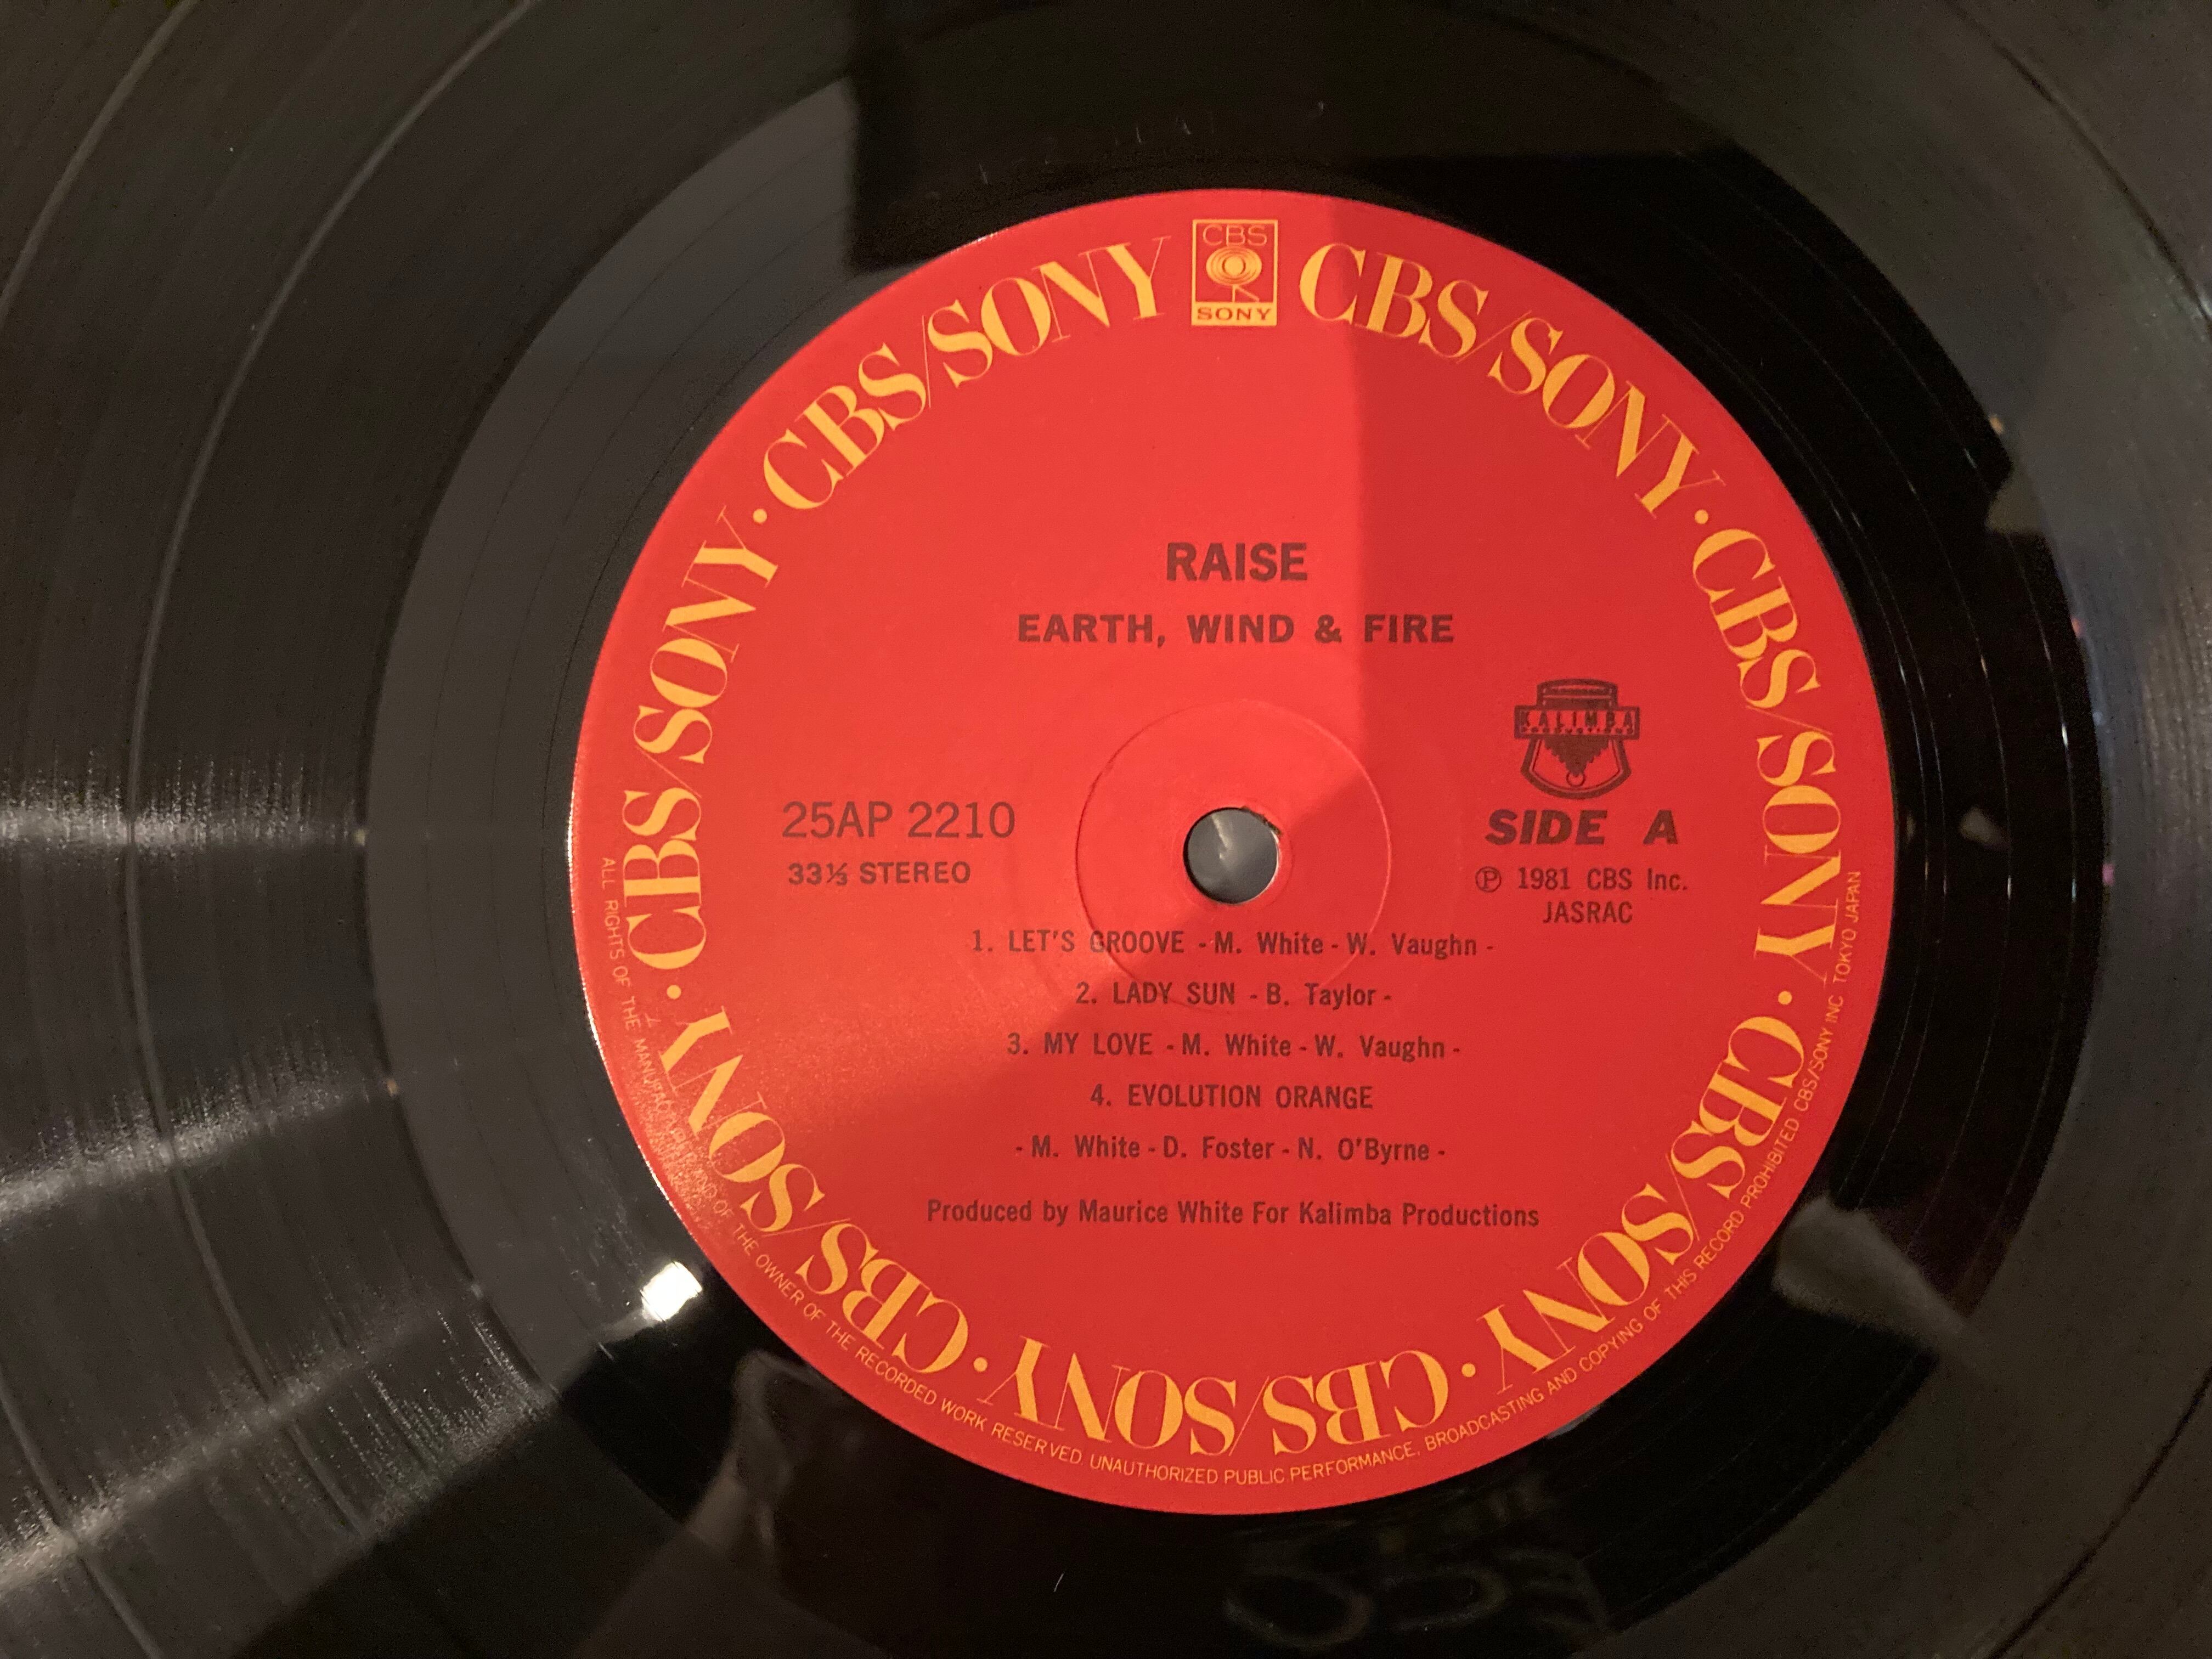 CBS
SONY
CBS/SONY · CBS/SONY · CBS/SONY · CBS/SONY · CBS/SONY · CBS/SONY · CBS/SONY · CBS/SONY
RAISE
EARTH, WIND & FIRE
KALIMBA
PRODUCTIONS
25AP 2210
33⅓ STEREO
SIDE A
Ⓟ 1981 CBS Inc.
JASRAC
1. LET'S GROOVE - M. White - W. Vaughn -
2. LADY SUN - B. Taylor -
3. MY LOVE - M. White - W. Vaughn -
4. EVOLUTION ORANGE
- M. White - D. Foster - N. O'Byrne -
Produced by Maurice White For Kalimba Productions
ALL RIGHTS OF THE MANUFACTURER AND OF THE OWNER OF THE RECORDED WORK RESERVED. UNAUTHORIZED PUBLIC PERFORMANCE, BROADCASTING AND COPYING OF THIS RECORD PROHIBITED CBS/SONY INC TOKYO JAPAN